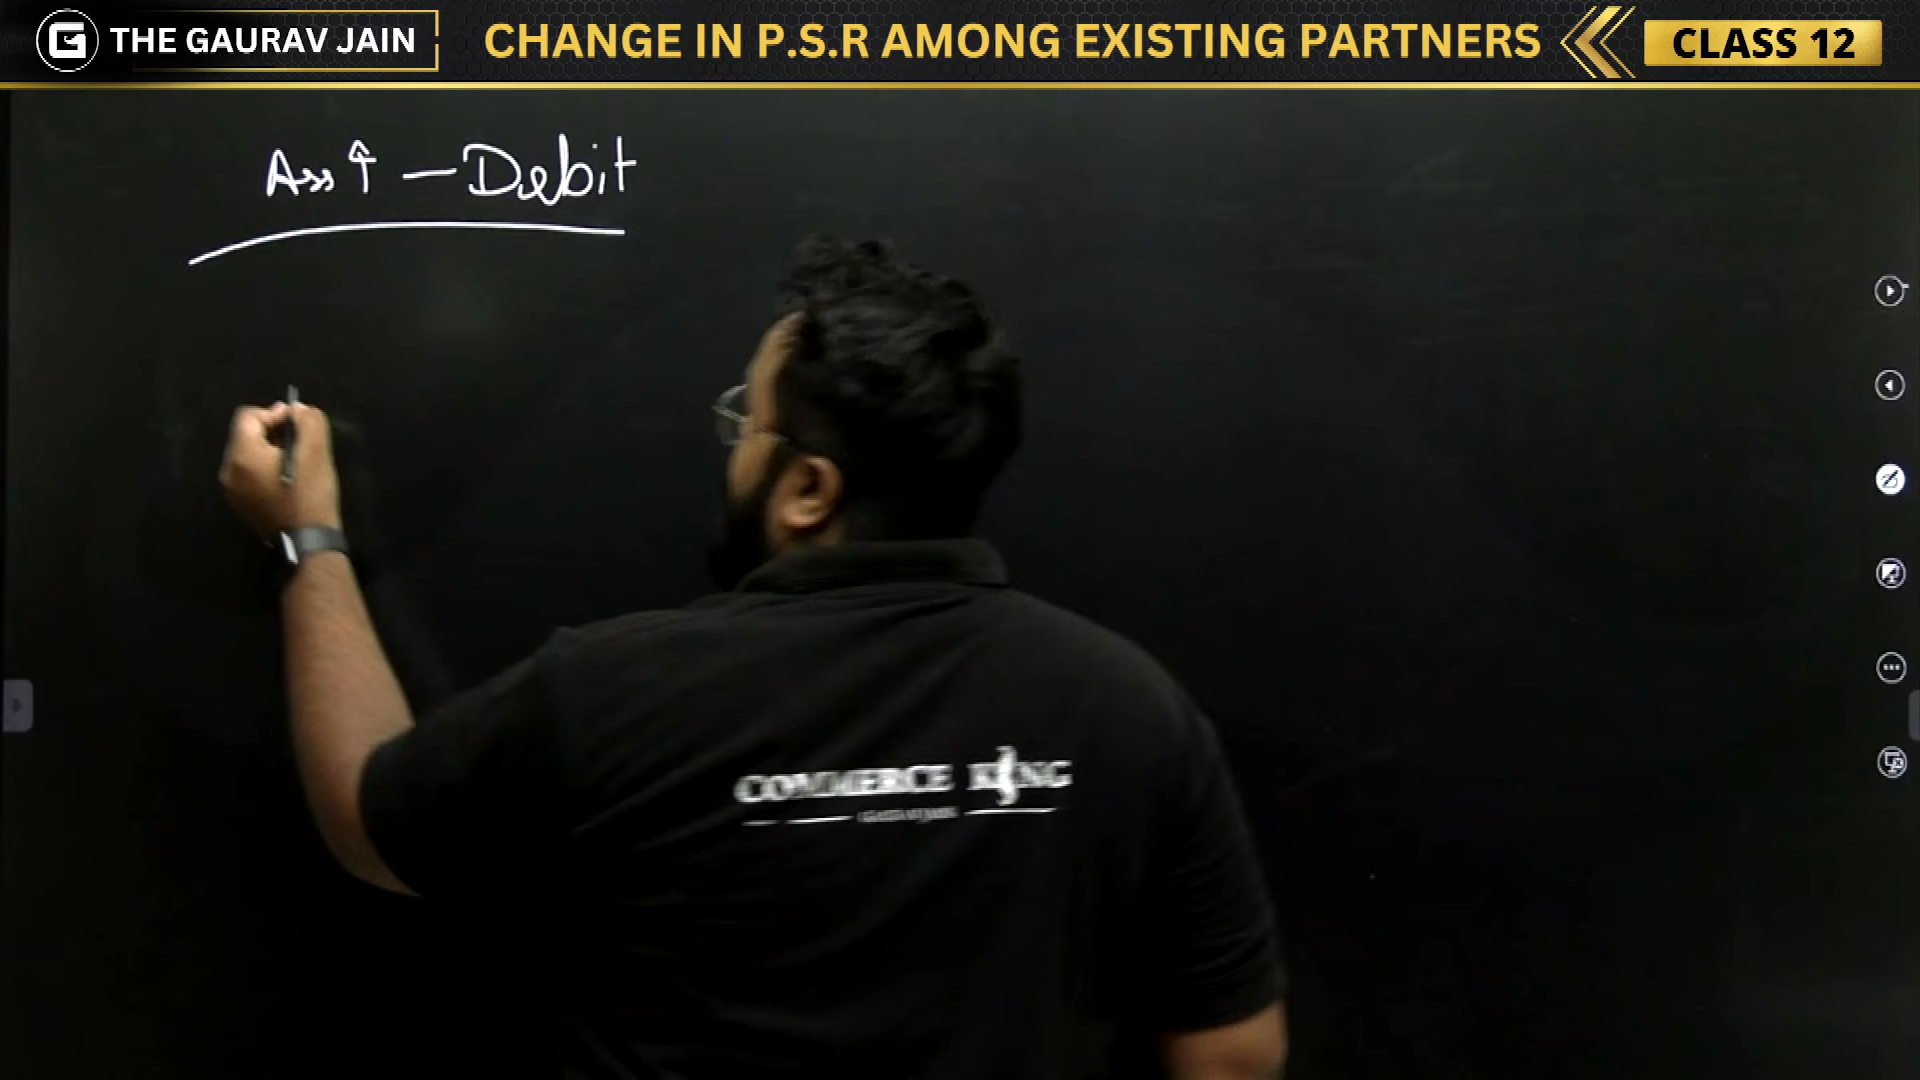 THE GAURAV JAIN
CHANGE IN P.S.R AMONG EXISTING PARTNERS
CLASS 12
Ass ↑ — Debit
COMMERCE KING